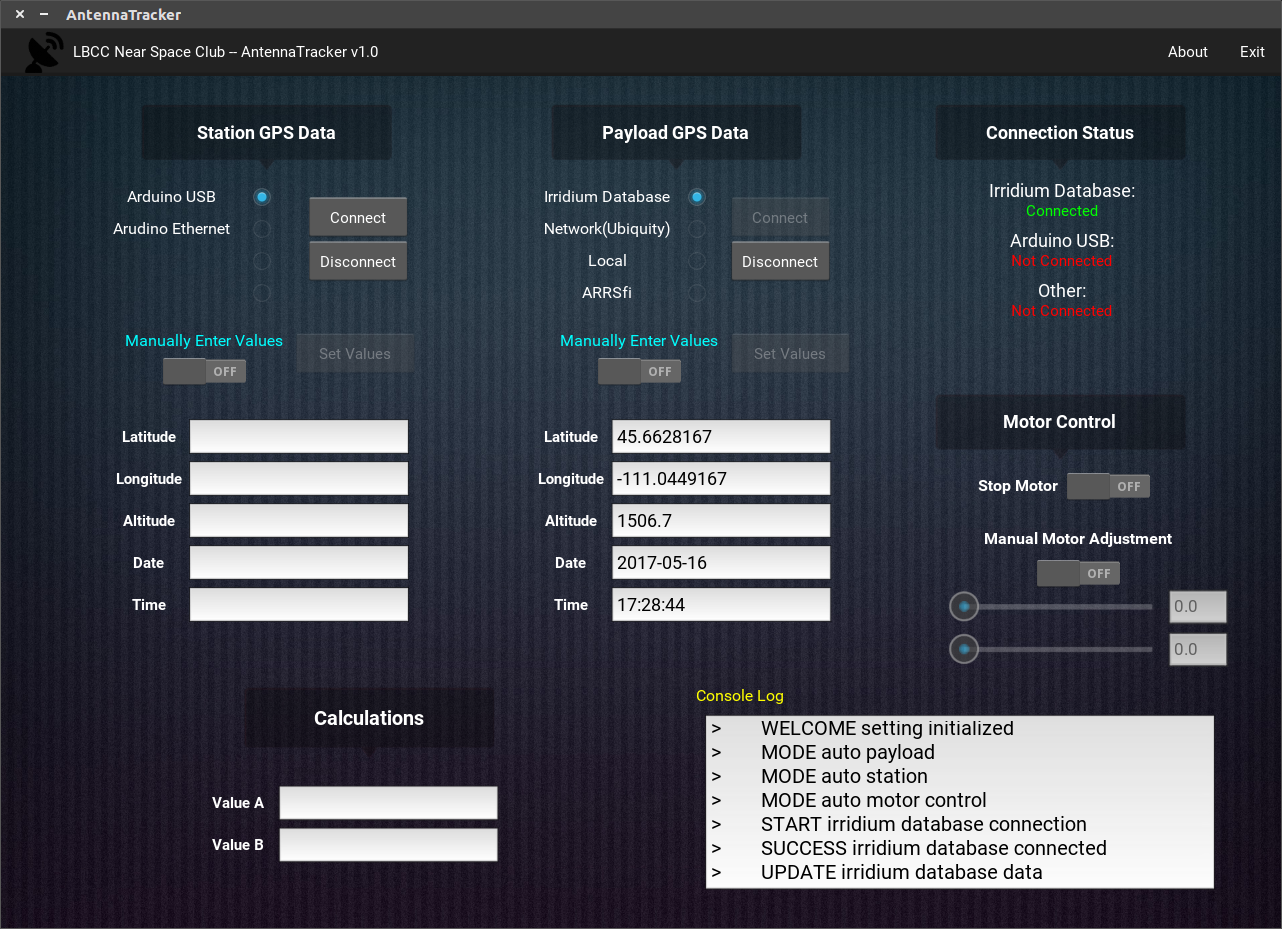 AntennaTracker
LBCC Near Space Club -- AntennaTracker v1.0
About
Exit
Station GPS Data
Arduino USB
Arudino Ethernet
Connect
Disconnect
Manually Enter Values
OFF
Set Values
Latitude
Longitude
Altitude
Date
Time
Payload GPS Data
Irridium Database
Network(Ubiquity)
Local
ARRSfi
Connect
Disconnect
Manually Enter Values
OFF
Set Values
Latitude 45.6628167
Longitude -111.0449167
Altitude 1506.7
Date 2017-05-16
Time 17:28:44
Connection Status
Irridium Database:
Connected
Arduino USB:
Not Connected
Other:
Not Connected
Motor Control
Stop Motor OFF
Manual Motor Adjustment
OFF
0.0
0.0
Calculations
Value A
Value B
Console Log
> WELCOME setting initialized
> MODE auto payload
> MODE auto station
> MODE auto motor control
> START irridium database connection
> SUCCESS irridium database connected
> UPDATE irridium database data